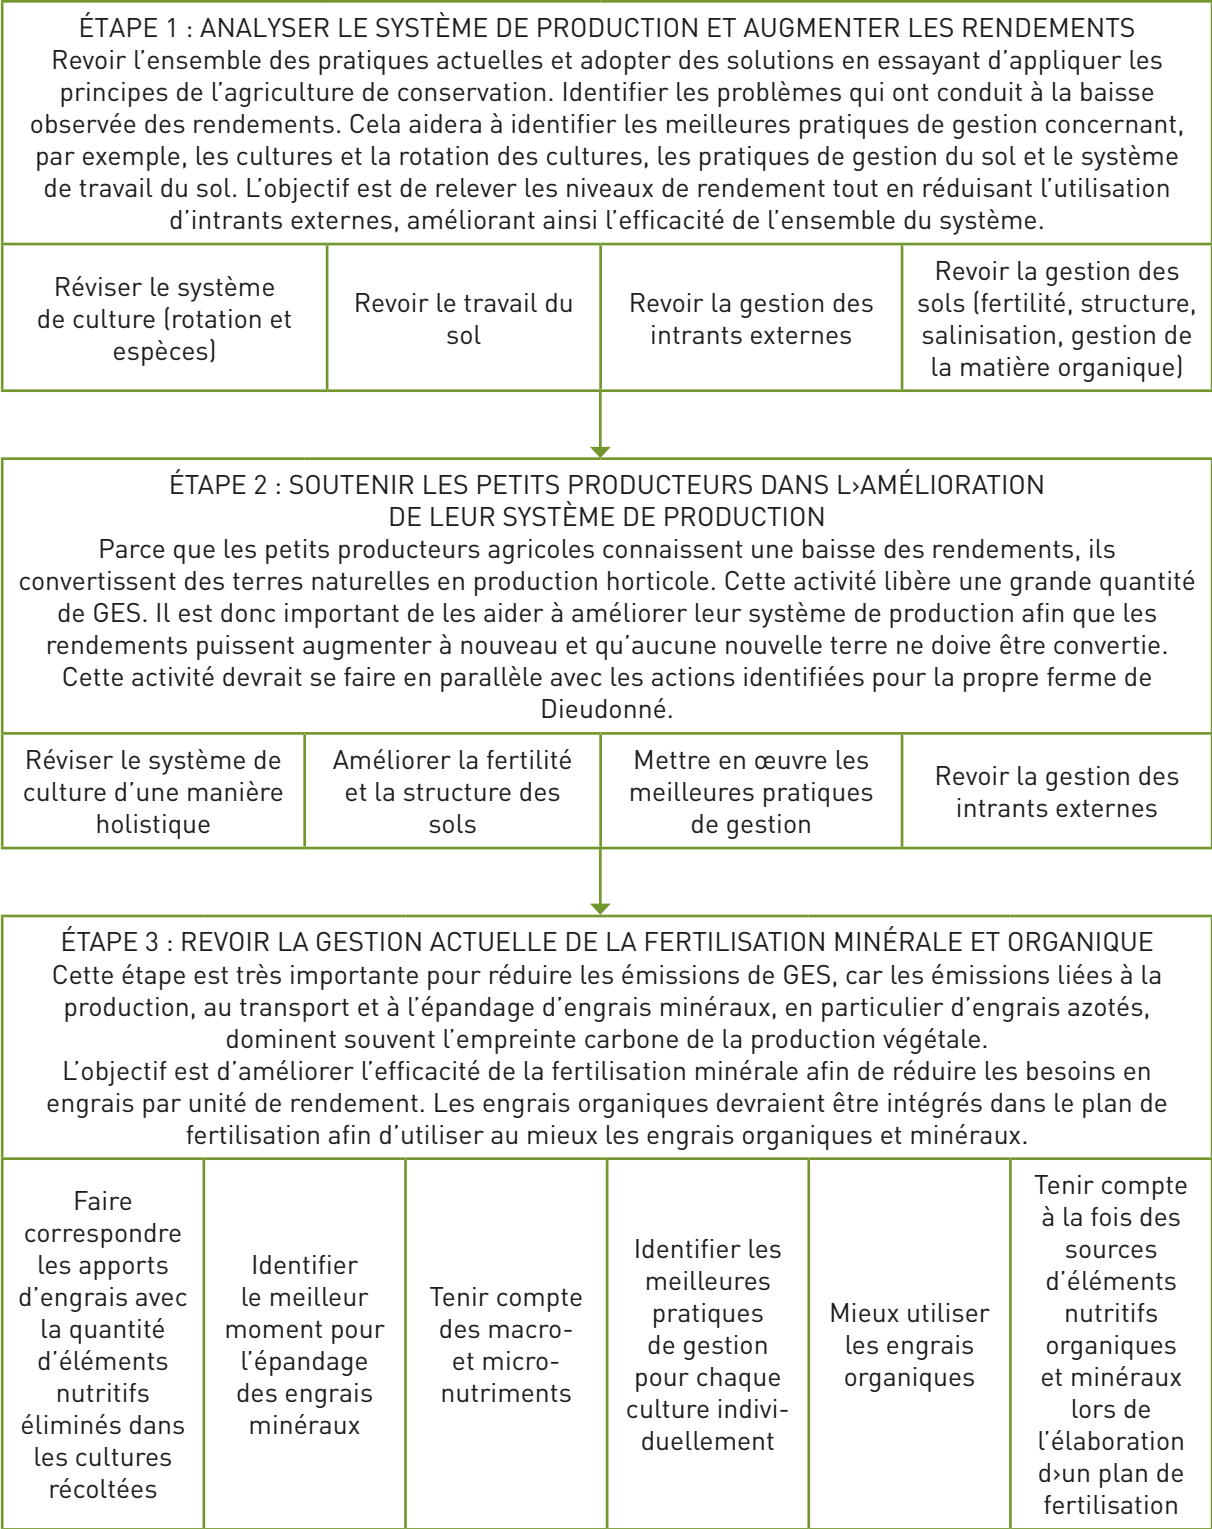 ÉTAPE 1 : ANALYSER LE SYSTÈME DE PRODUCTION ET AUGMENTER LES RENDEMENTS
Revoir l’ensemble des pratiques actuelles et adopter des solutions en essayant d’appliquer les
principes de l’agriculture de conservation. Identifier les problèmes qui ont conduit à la baisse
observée des rendements. Cela aidera à identifier les meilleures pratiques de gestion concernant,
par exemple, les cultures et la rotation des cultures, les pratiques de gestion du sol et le système
de travail du sol. L’objectif est de relever les niveaux de rendement tout en réduisant l’utilisation
d’intrants externes, améliorant ainsi l’efficacité de l’ensemble du système.
Réviser le système
de culture (rotation et
espèces)
Revoir le travail du
sol
Revoir la gestion des
intrants externes
Revoir la gestion des
sols (fertilité, structure,
salinisation, gestion de
la matière organique)
ÉTAPE 2 : SOUTENIR LES PETITS PRODUCTEURS DANS L›AMÉLIORATION
DE LEUR SYSTÈME DE PRODUCTION
Parce que les petits producteurs agricoles connaissent une baisse des rendements, ils
convertissent des terres naturelles en production horticole. Cette activité libère une grande quantité
de GES. Il est donc important de les aider à améliorer leur système de production afin que les
rendements puissent augmenter à nouveau et qu’aucune nouvelle terre ne doive être convertie.
Cette activité devrait se faire en parallèle avec les actions identifiées pour la propre ferme de
Dieudonné.
Réviser le système de
culture d’une manière
holistique
Améliorer la fertilité
et la structure des
sols
Mettre en œuvre les
meilleures pratiques
de gestion
Revoir la gestion des
intrants externes
ÉTAPE 3 : REVOIR LA GESTION ACTUELLE DE LA FERTILISATION MINÉRALE ET ORGANIQUE
Cette étape est très importante pour réduire les émissions de GES, car les émissions liées à la
production, au transport et à l’épandage d’engrais minéraux, en particulier d’engrais azotés,
dominent souvent l’empreinte carbone de la production végétale.
L’objectif est d’améliorer l’efficacité de la fertilisation minérale afin de réduire les besoins en
engrais par unité de rendement. Les engrais organiques devraient être intégrés dans le plan de
fertilisation afin d’utiliser au mieux les engrais organiques et minéraux.
Faire
correspondre
les apports
d’engrais avec
la quantité
d’éléments
nutritifs
éliminés dans
les cultures
récoltées
Identifier
le meilleur
moment pour
l’épandage
des engrais
minéraux
Tenir compte
des macro-
et micro-
nutriments
Identifier les
meilleures
pratiques
de gestion
pour chaque
culture indivi-
duellement
Mieux utiliser
les engrais
organiques
Tenir compte
à la fois des
sources
d’éléments
nutritifs
organiques
et minéraux
lors de
l’élaboration
d›un plan de
fertilisation